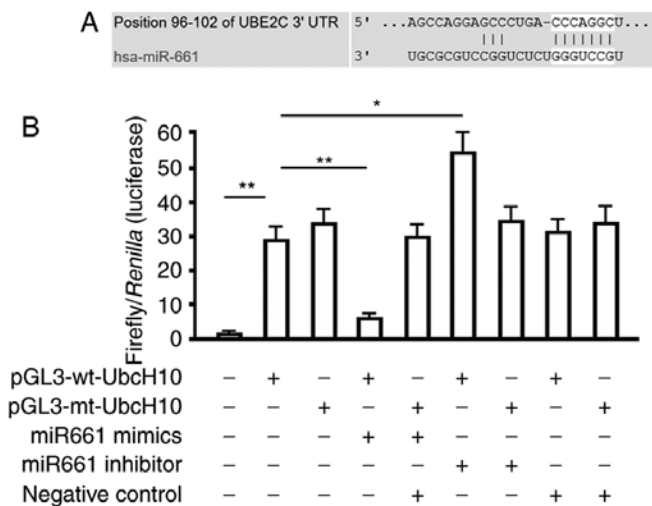 A
Position 96-102 of UBE2C 3' UTR 5' ...AGCCAGGAGCCCUGA-CCCAGGCU...
hsa-miR-661 3' UGCGCGUCCGGUCUCUGGGUCCGU
B
Firefly/Renilla (luciferase)
60
50
40
30
20
10
0
**
**
*
pGL3-wt-UbcH10 − + − + − + − + −
pGL3-mt-UbcH10 − − + − + − + − +
miR661 mimics − − − + + − − − −
miR661 inhibitor − − − − − + + − −
Negative control − − − − + − − + +